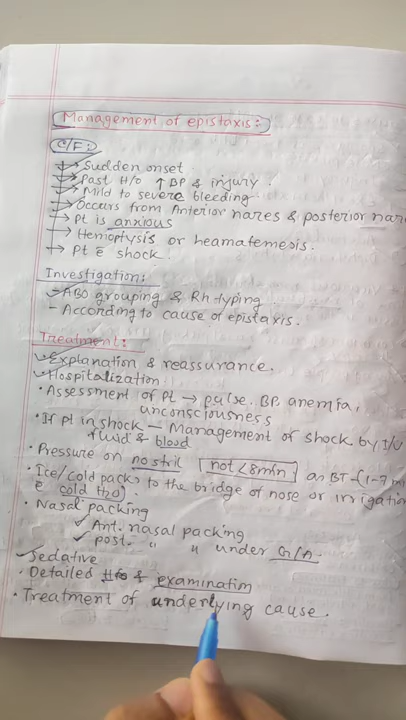 Management of epistaxis:
C/F:
→ Sudden onset.
→ Past H/o ↑ BP & injury.
→ Mild to severe bleeding.
→ Occurs from Anterior nares & posterior nar
→ Pt is anxious
→ Hemoptysis or heamatemesis.
→ Pt c̄ shock.
Investigation:
- ABO grouping & Rh typing.
- According to cause of epistaxis.
Treatment:
Explanation & reassurance.
Hospitalization
• Assessment of Pt → pulse, BP, anemia,
unconsciousness
• If pt in shock - Management of shock by I/V
fluid & blood
• Pressure on nostril [not <8min] as BT-(1-7
• Ice/Cold packs to the bridge of nose or irrigation
c̄ cold H2O).
• Nasal packing
✓ Ant. nasal packing
✓ post. " " under G/A.
Sedative
• Detailed H/o & examination
• Treatment of underlying cause.